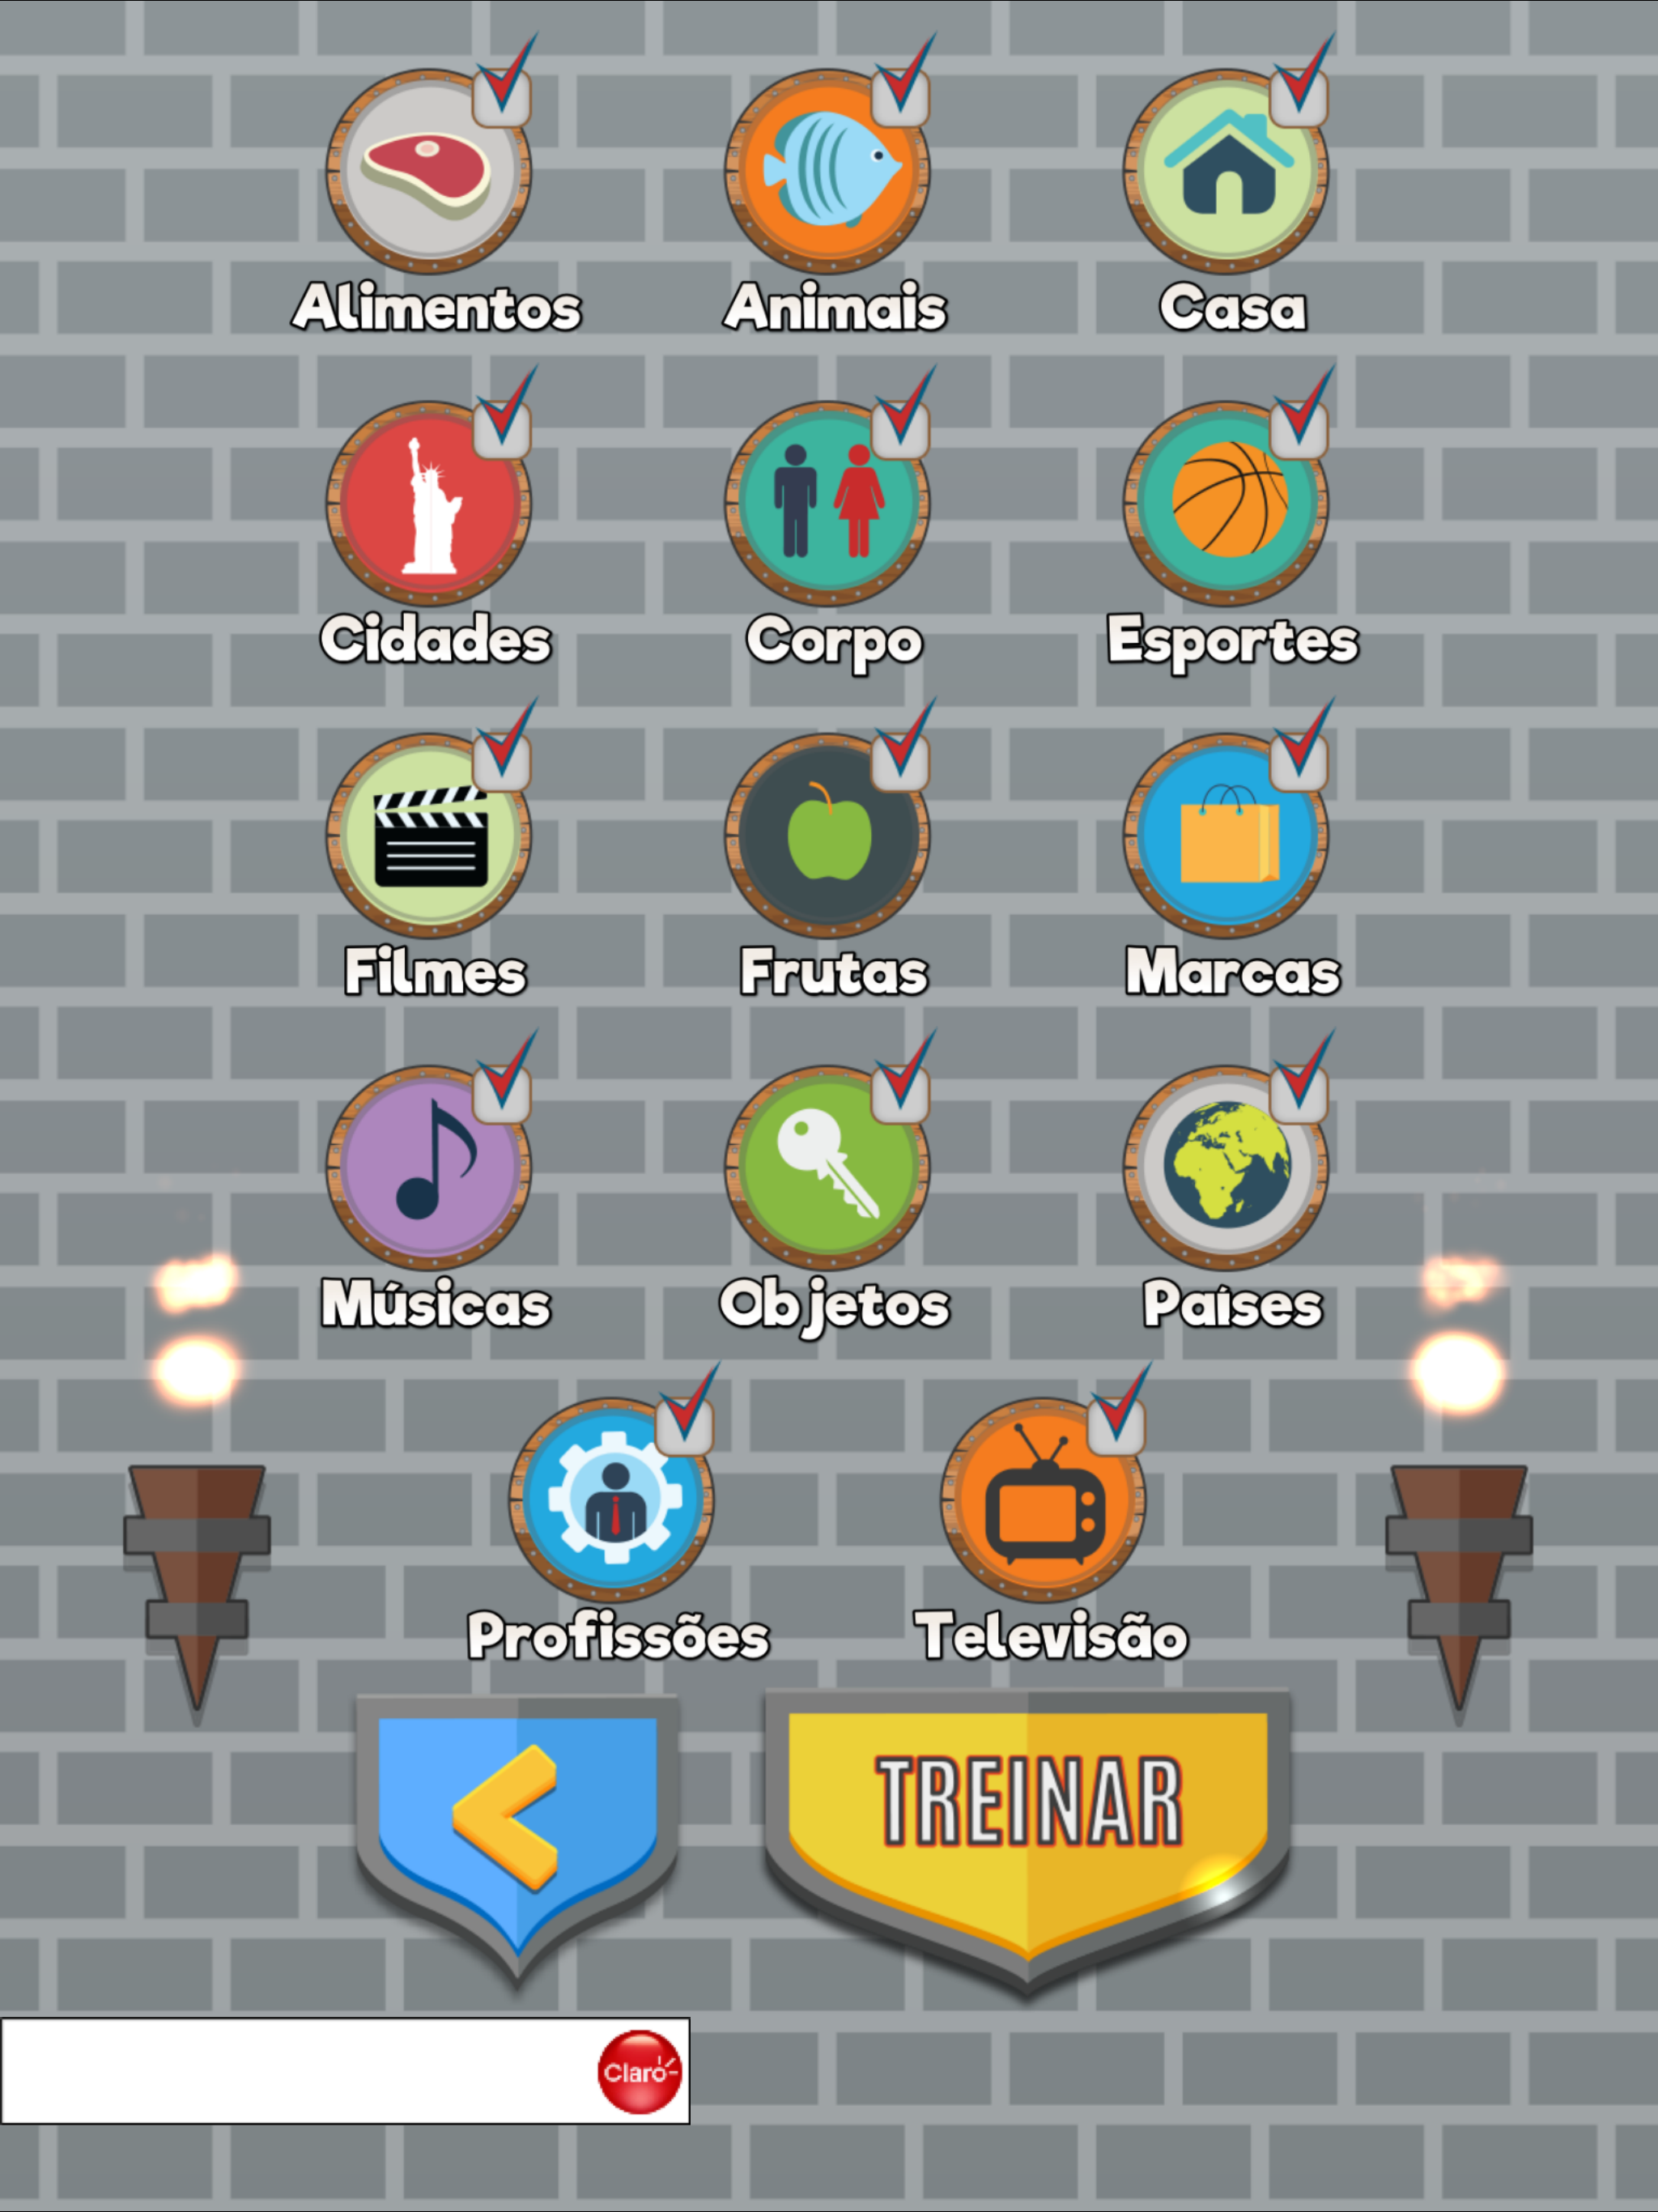 Alimentos Animais Casa
Cidades Corpo Esportes
Filmes Frutas Marcas
Músicas Objetos Países
Profissões Televisão
TREINAR
Claro